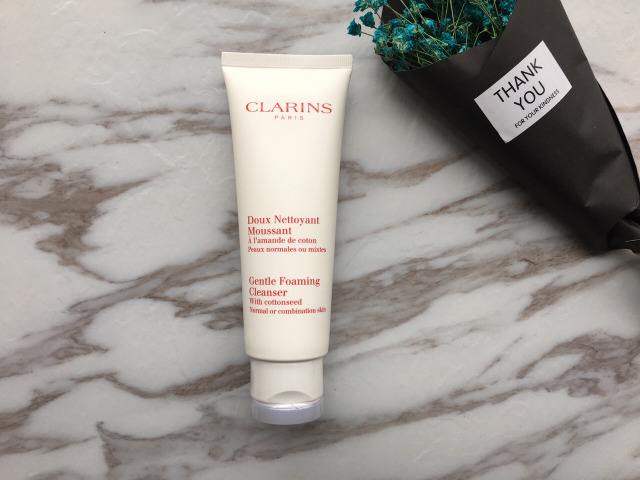 CLARINS
PARIS
Doux Nettoyant
Moussant
À l'amande de coton
Peaux normales ou mixtes
Gentle Foaming
Cleanser
With cottonseed
Normal or combination skin
THANK
YOU
FOR YOUR KINDNESS